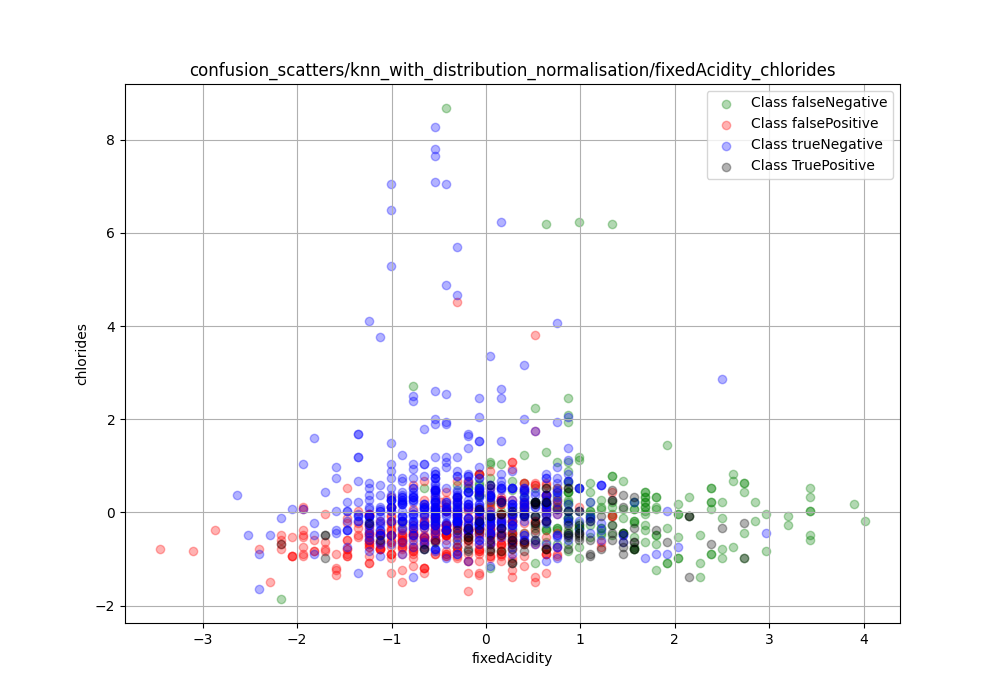 confusion_scatters/knn_with_distribution_normalisation/fixedAcidity_chlorides
Class falseNegative
Class falsePositive
Class trueNegative
Class TruePositive
8
6
4
2
0
−2
chlorides
−3
−2
−1
0
1
2
3
4
fixedAcidity